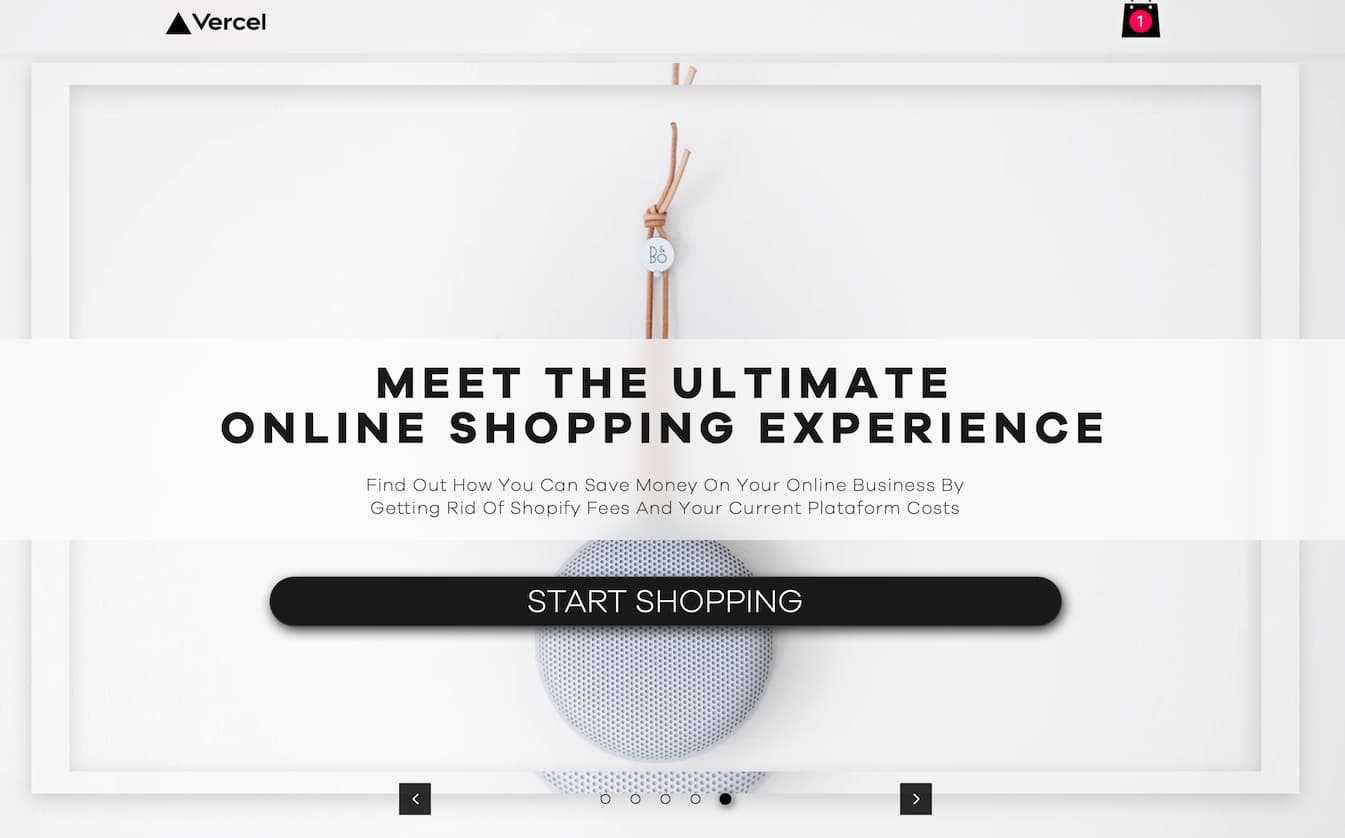 Vercel
1
B&O
MEET THE ULTIMATE
ONLINE SHOPPING EXPERIENCE
Find Out How You Can Save Money On Your Online Business By
Getting Rid Of Shopify Fees And Your Current Plataform Costs
START SHOPPING